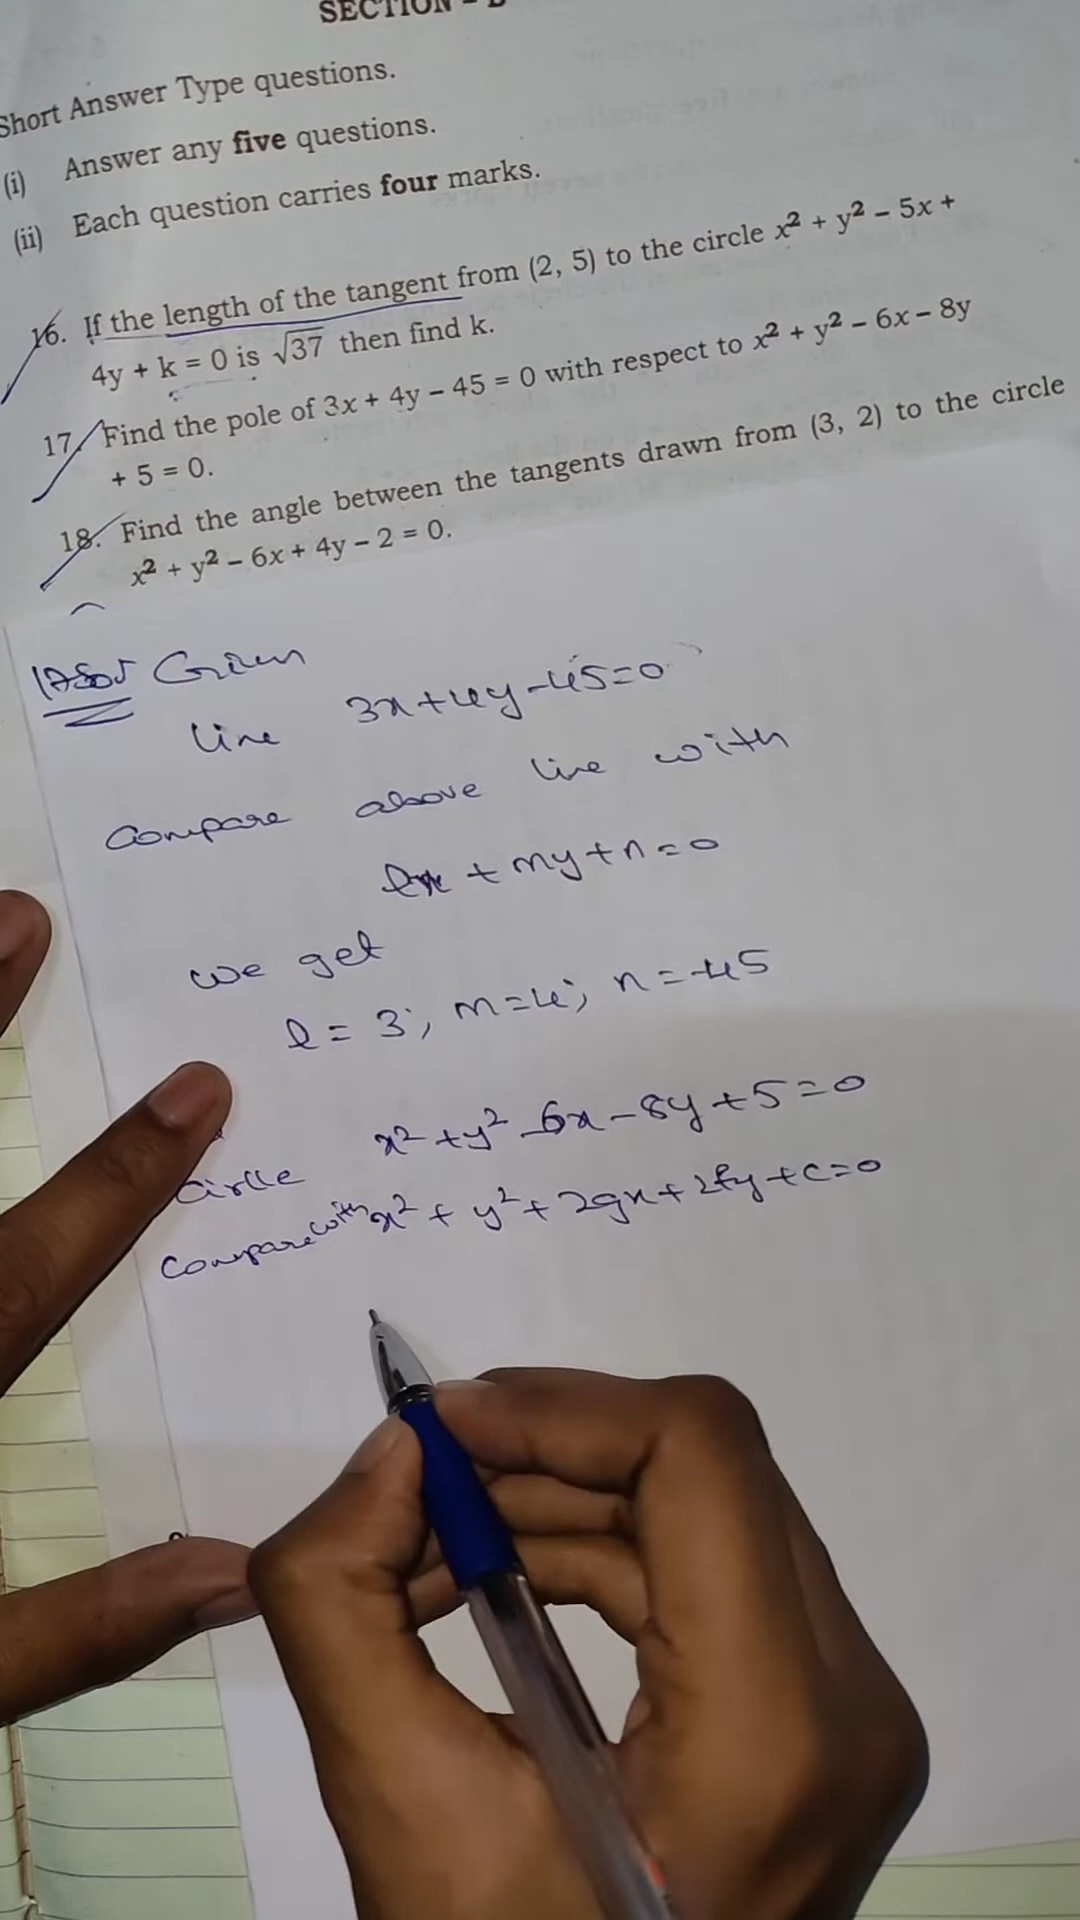 SECTION -
Short Answer Type questions.
(i) Answer any five questions.
(ii) Each question carries four marks.
16. If the length of the tangent from (2, 5) to the circle x² + y² – 5x +
4y + k = 0 is √37 then find k.
17. Find the pole of 3x + 4y – 45 = 0 with respect to x² + y² – 6x – 8y
+ 5 = 0.
18. Find the angle between the tangents drawn from (3, 2) to the circle
x² + y² – 6x + 4y – 2 = 0.
17 Sol Given
line 3x+4y-45=0
Compare above line with
lx + my + n = 0
we get
l = 3; m = 4; n = -45
Circle x² + y² - 6x - 8y + 5 = 0
Compare with x² + y² + 2gx + 2fy + c = 0